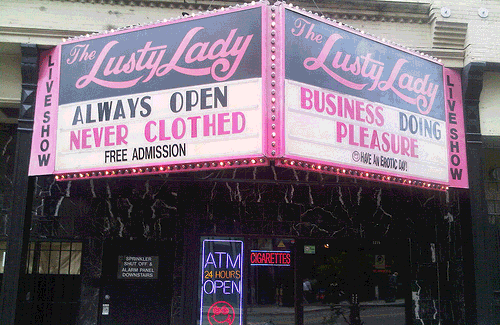 The
Lusty Lady
ALWAYS OPEN
NEVER CLOTHED
FREE ADMISSION
LIVE SHOW
The
Lusty Lady
BUSINESS DOING
PLEASURE
HAVE AN EROTIC DAY!
LIVE SHOW
SPRINKLER
SHUT OFF &
ALARM PANEL
DOWNSTAIRS
ATM
24 HOURS
OPEN
CIGARETTES